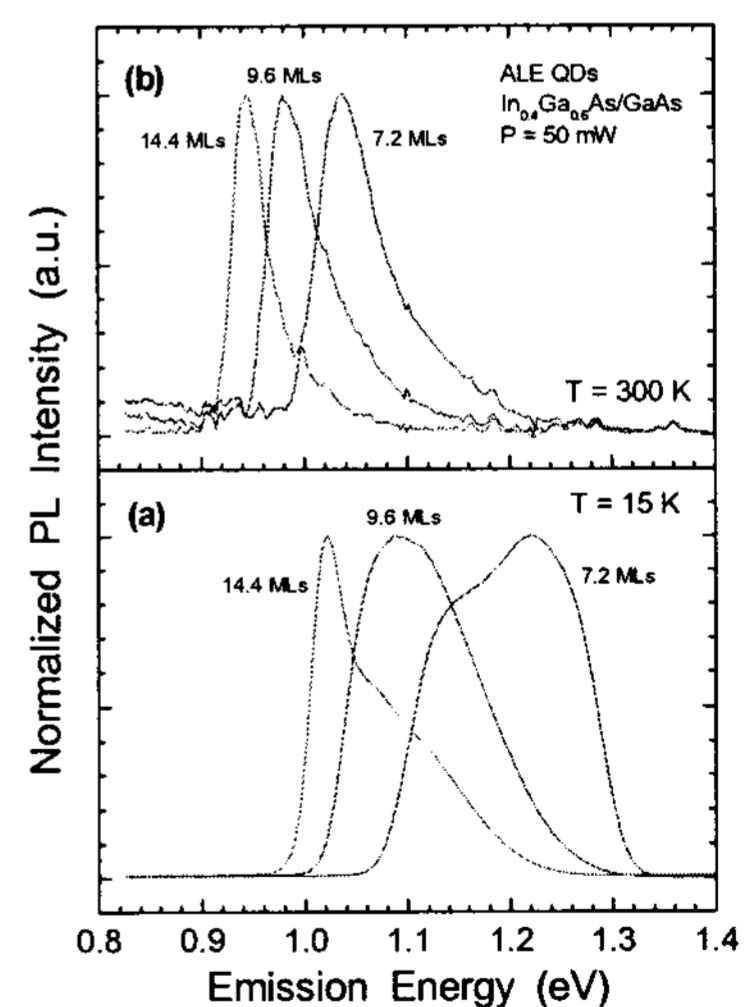 (b)
9.6 MLs
14.4 MLs
7.2 MLs
ALE QDs
In0.4Ga0.6As/GaAs
P = 50 mW
T = 300 K
(a)
9.6 MLs
14.4 MLs
7.2 MLs
T = 15 K
Normalized PL Intensity (a.u.)
0.8 0.9 1.0 1.1 1.2 1.3 1.4
Emission Energy (eV)